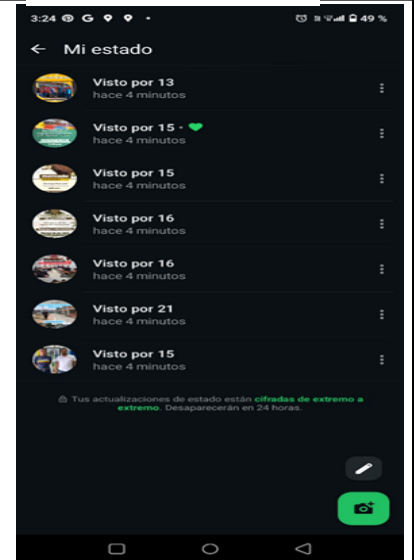 3:24 G
49 %
Mi estado
Visto por 13
hace 4 minutos
Visto por 15 ·
hace 4 minutos
Visto por 15
hace 4 minutos
Visto por 16
hace 4 minutos
Visto por 16
hace 4 minutos
Visto por 21
hace 4 minutos
Visto por 15
hace 4 minutos
Tus actualizaciones de estado están cifradas de extremo a
extremo. Desaparecerán en 24 horas.